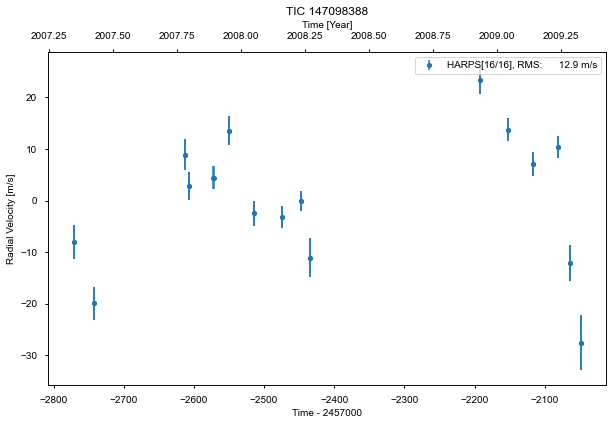 TIC 147098388
Time [Year]
2007.25 2007.50 2007.75 2008.00 2008.25 2008.50 2008.75 2009.00 2009.25
HARPS[16/16], RMS: 12.9 m/s
Radial Velocity [m/s]
20
10
0
−10
−20
−30
−2800 −2700 −2600 −2500 −2400 −2300 −2200 −2100
Time - 2457000